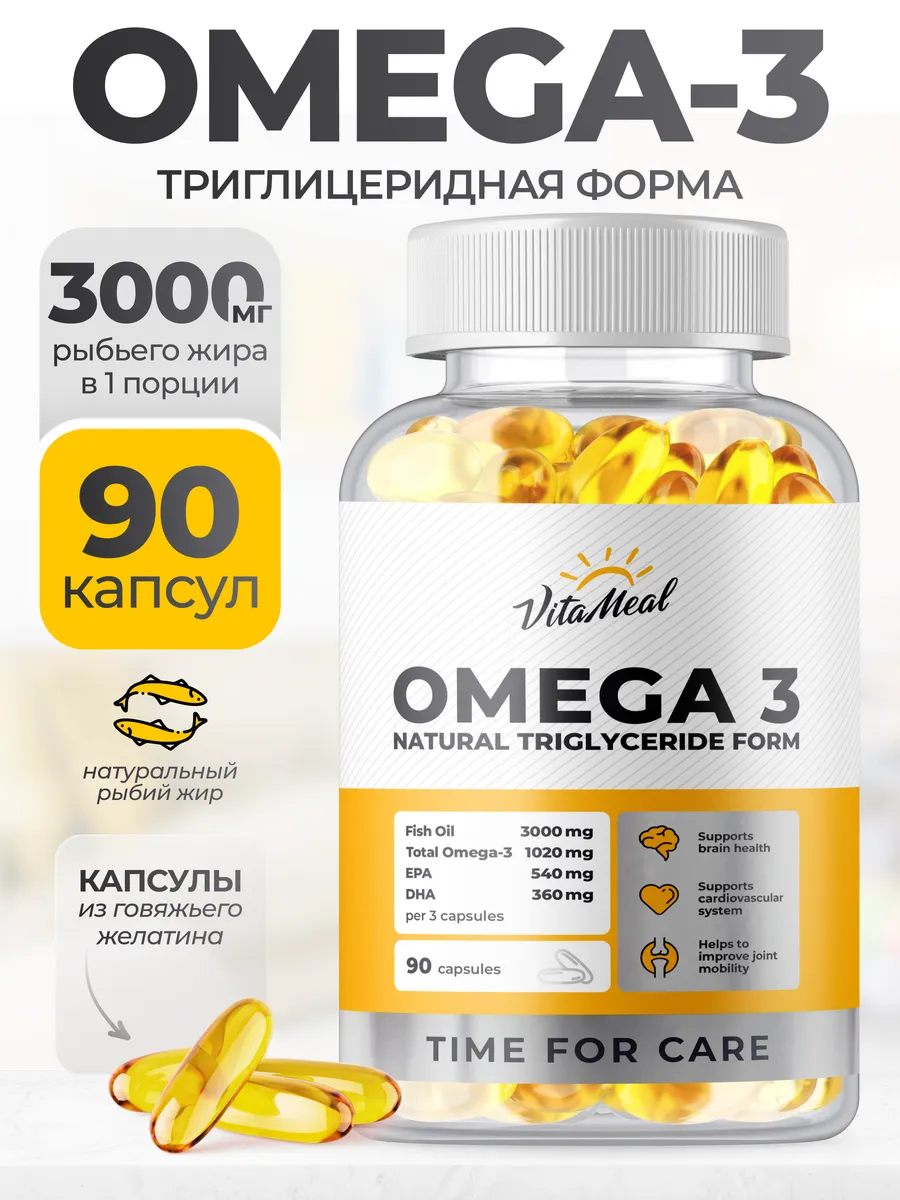 OMEGA-3
ТРИГЛИЦЕРИДНАЯ ФОРМА
3000мг
рыбьего жира
в 1 порции
90
капсул
натуральный
рыбий жир
КАПСУЛЫ
из говяжьего
желатина
VitaMeal
OMEGA 3
NATURAL TRIGLYCERIDE FORM
Fish Oil 3000 mg
Total Omega-3 1020 mg
EPA 540 mg
DHA 360 mg
per 3 capsules
90 capsules
Supports
brain health
Supports
cardiovascular
system
Helps to
improve joint
mobility
TIME FOR CARE